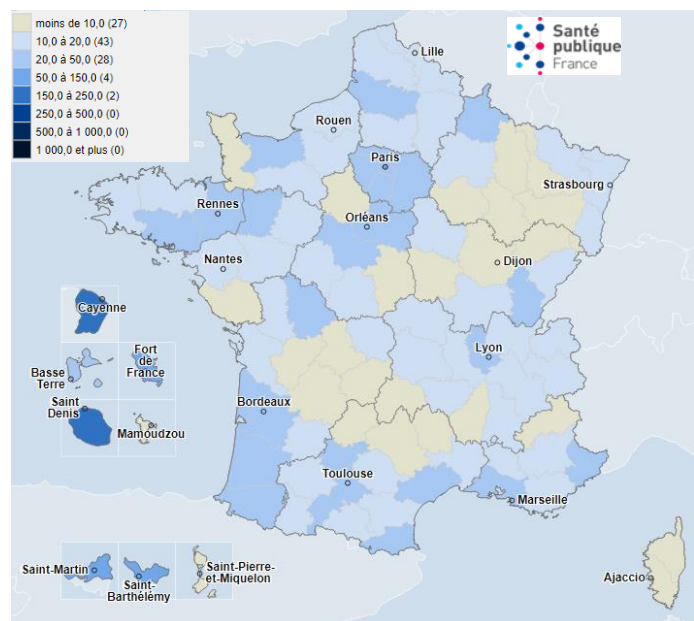 moins de 10,0 (27)
10,0 à 20,0 (43)
20,0 à 50,0 (28)
50,0 à 150,0 (4)
150,0 à 250,0 (2)
250,0 à 500,0 (0)
500,0 à 1 000,0 (0)
1 000,0 et plus (0)
Santé
publique
France
Lille
Rouen
Paris
Strasbourg
Rennes
Orléans
Nantes
Dijon
Cayenne
Lyon
Basse
Terre
Fort
de
France
Bordeaux
Saint
Denis
Mamoudzou
Toulouse
Marseille
Saint-Martin
Saint-
Barthélémy
Saint-Pierre-
et-Miquelon
Ajaccio